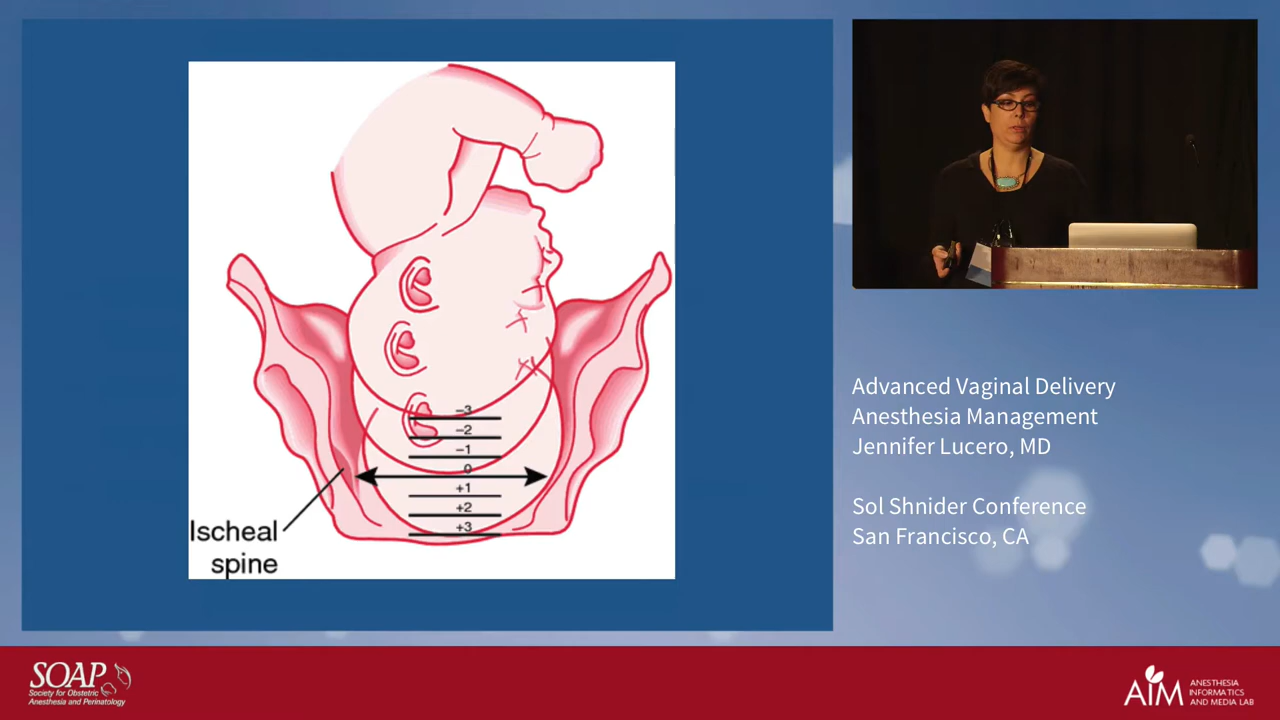 –3
–2
–1
0
+1
+2
+3
Ischeal
spine
Advanced Vaginal Delivery
Anesthesia Management
Jennifer Lucero, MD
Sol Shnider Conference
San Francisco, CA
SOAP
Society for Obstetric
Anesthesia and Perinatology
AIM
ANESTHESIA
INFORMATICS
AND MEDIA LAB